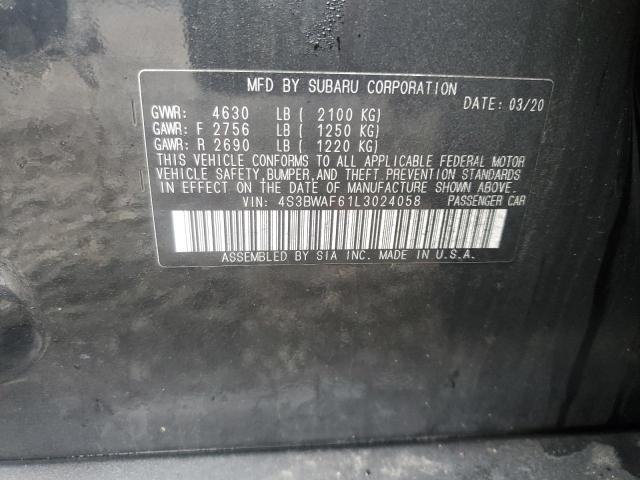 MFD BY SUBARU CORPORATION
DATE: 03/20
GVWR: 4630 LB ( 2100 KG)
GAWR: F 2756 LB ( 1250 KG)
GAWR: R 2690 LB ( 1220 KG)
THIS VEHICLE CONFORMS TO ALL APPLICABLE FEDERAL MOTOR
VEHICLE SAFETY, BUMPER, AND THEFT PREVENTION STANDARDS
IN EFFECT ON THE DATE OF MANUFACTURE SHOWN ABOVE.
VIN: 4S3BWAF61L3024058 PASSENGER CAR
ASSEMBLED BY SIA INC. MADE IN U.S.A.